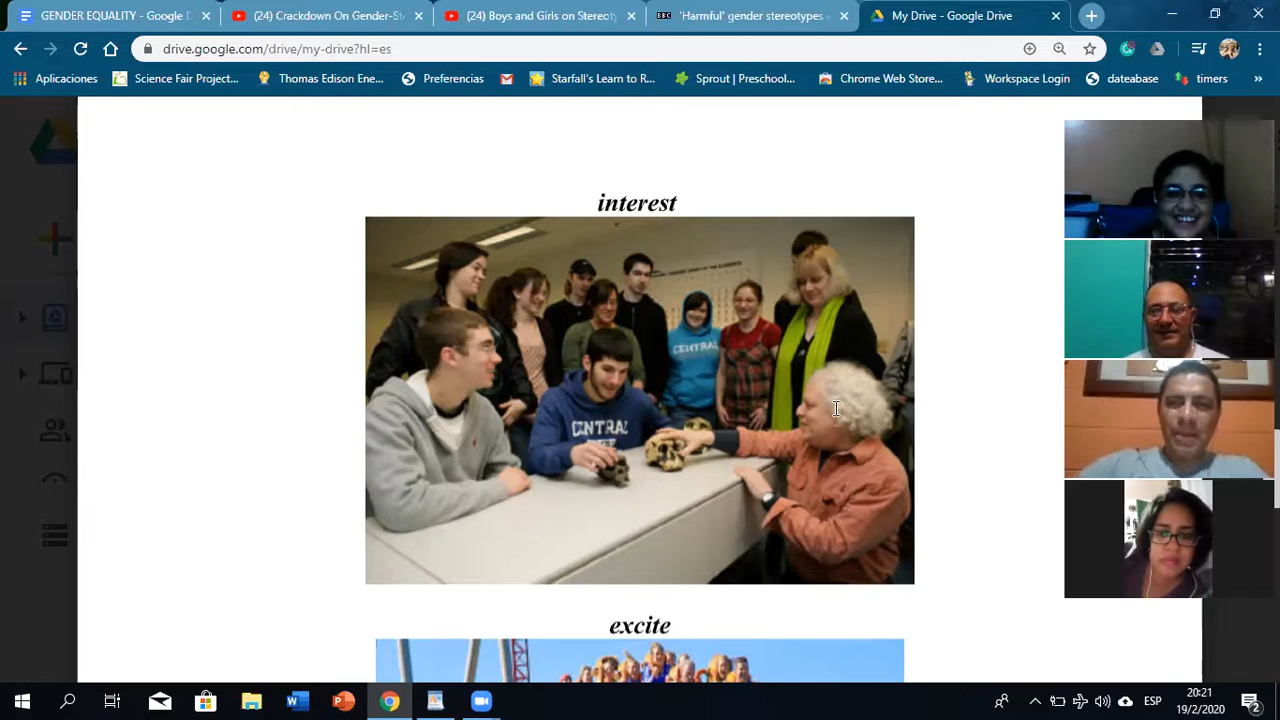 GENDER EQUALITY - Google D
(24) Crackdown On Gender-St
(24) Boys and Girls on Stereoty
BBC 'Harmful' gender stereotypes
My Drive - Google Drive
drive.google.com/drive/my-drive?hl=es
Aplicaciones
Science Fair Project...
Thomas Edison Ene...
Preferencias
Starfall's Learn to R...
Sprout | Preschool...
Chrome Web Store...
Workspace Login
dateabase
timers
»
interest
CENTRAL
CENTRAL
excite
ESP
20:21
19/2/2020
2